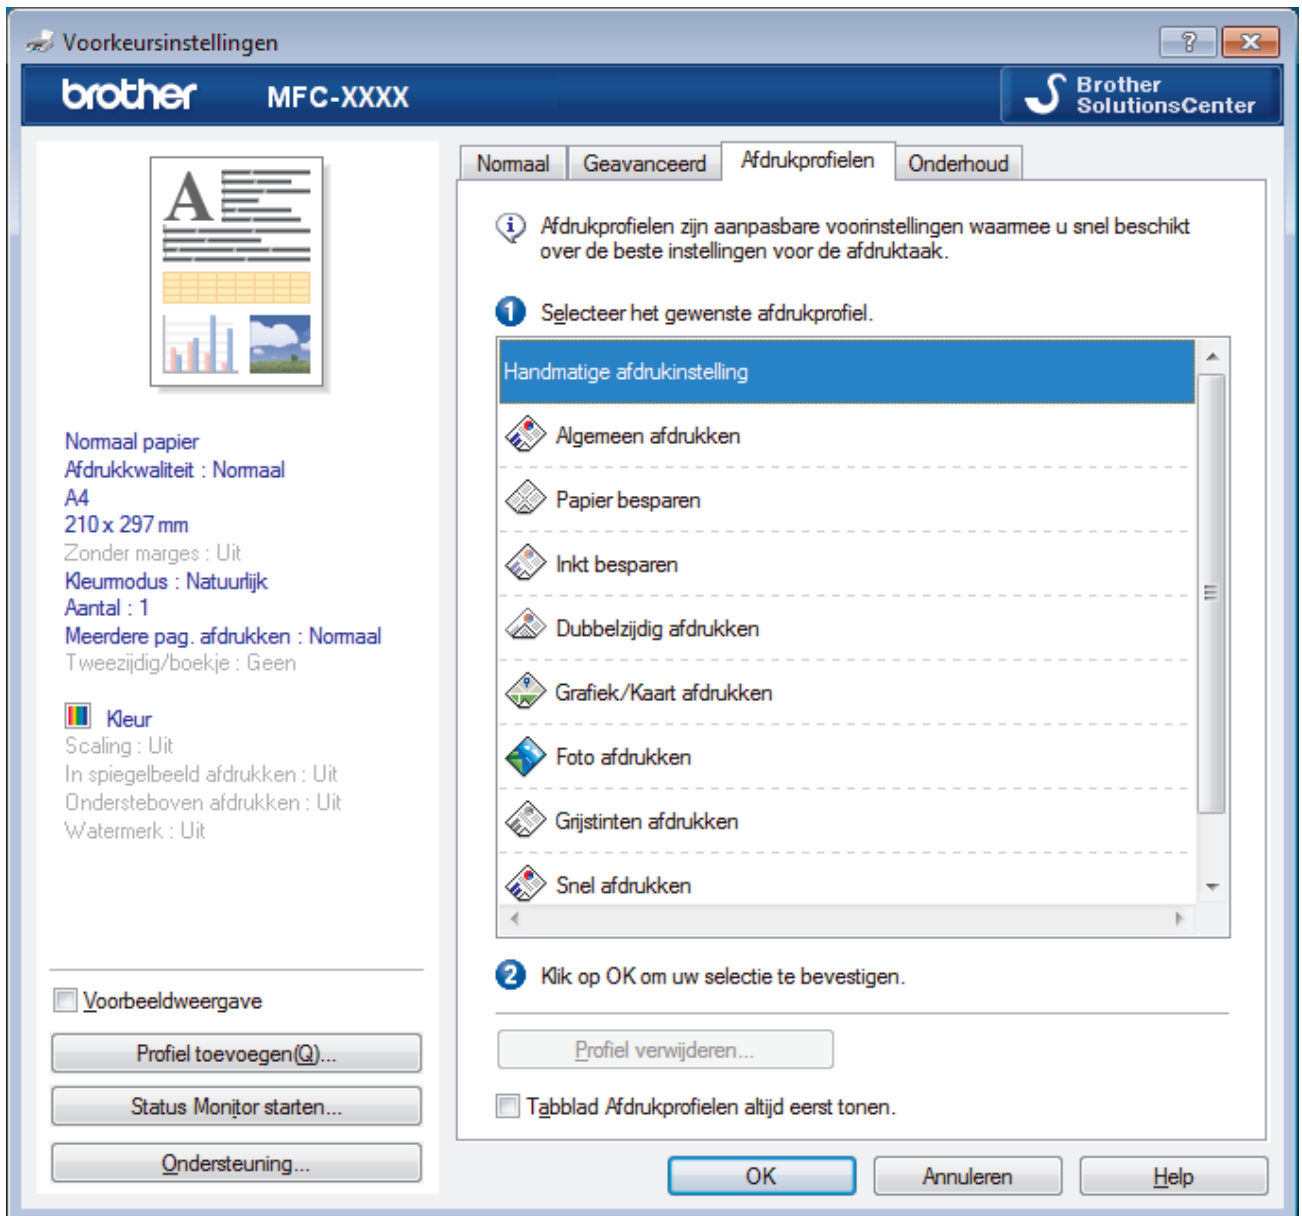 Voorkeursinstellingen
brother MFC-XXXX
Brother
SolutionsCenter
A
Normaal papier
Afdrukkwaliteit : Normaal
A4
210 x 297 mm
Zonder marges : Uit
Kleurmodus : Natuurlijk
Aantal : 1
Meerdere pag. afdrukken : Normaal
Tweezijdig/boekje : Geen
Kleur
Scaling : Uit
In spiegelbeeld afdrukken : Uit
Ondersteboven afdrukken : Uit
Watermerk : Uit
Voorbeeldweergave
Profiel toevoegen(Q)...
Status Monitor starten...
Ondersteuning...
Normaal Geavanceerd Afdrukprofielen Onderhoud
Afdrukprofielen zijn aanpasbare voorinstellingen waarmee u snel beschikt
over de beste instellingen voor de afdruktaak.
1 Selecteer het gewenste afdrukprofiel.
Handmatige afdrukinstelling
Algemeen afdrukken
Papier besparen
Inkt besparen
Dubbelzijdig afdrukken
Grafiek/Kaart afdrukken
Foto afdrukken
Grijstinten afdrukken
Snel afdrukken
2 Klik op OK om uw selectie te bevestigen.
Profiel verwijderen...
Tabblad Afdrukprofielen altijd eerst tonen.
OK Annuleren Help